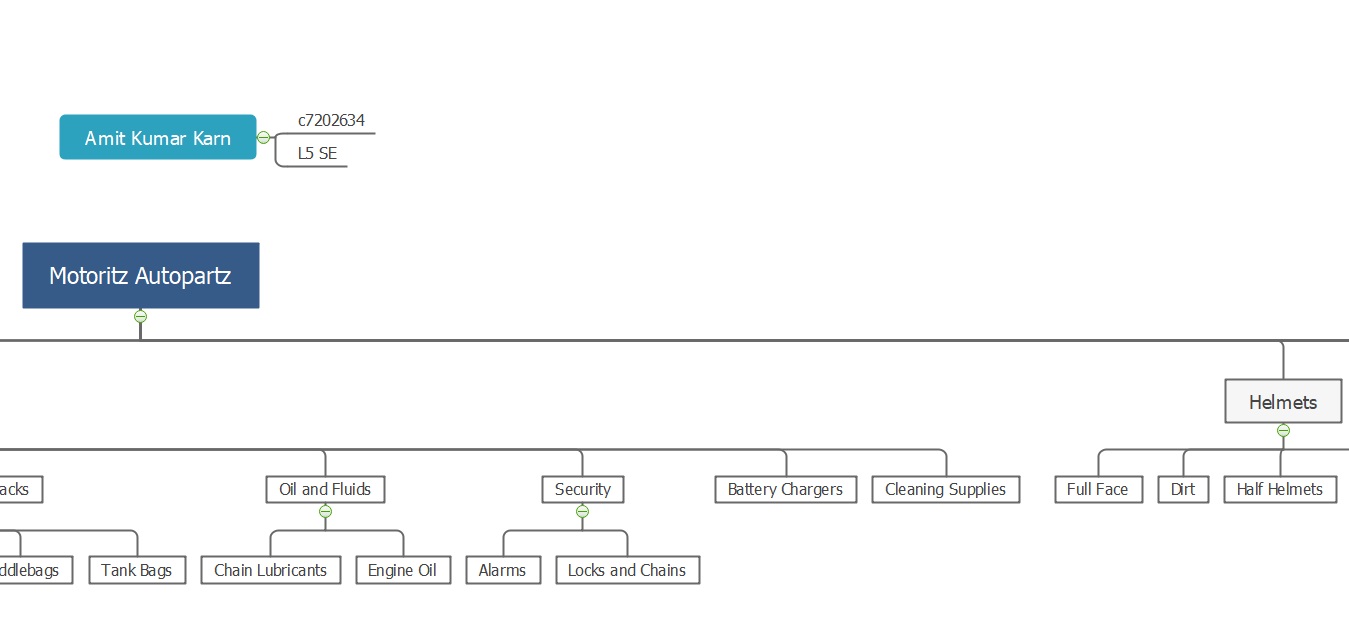 c7202634
Amit Kumar Karn
L5 SE
Motoritz Autopartz
Helmets
acks
Oil and Fluids
Security
Battery Chargers
Cleaning Supplies
Full Face
Dirt
Half Helmets
ddlebags
Tank Bags
Chain Lubricants
Engine Oil
Alarms
Locks and Chains